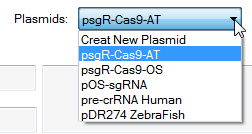 Plasmids: psgR-Cas9-AT
Creat New Plasmid
psgR-Cas9-AT
psgR-Cas9-OS
pOS-sgRNA
pre-crRNA Human
pDR274 ZebraFish